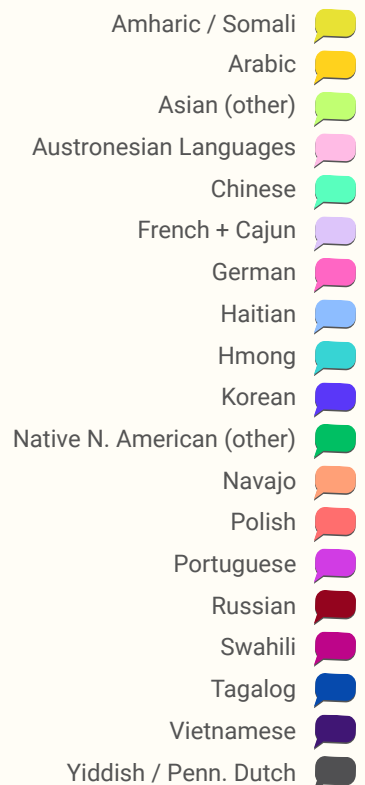 Amharic / Somali
Arabic
Asian (other)
Austronesian Languages
Chinese
French + Cajun
German
Haitian
Hmong
Korean
Native N. American (other)
Navajo
Polish
Portuguese
Russian
Swahili
Tagalog
Vietnamese
Yiddish / Penn. Dutch